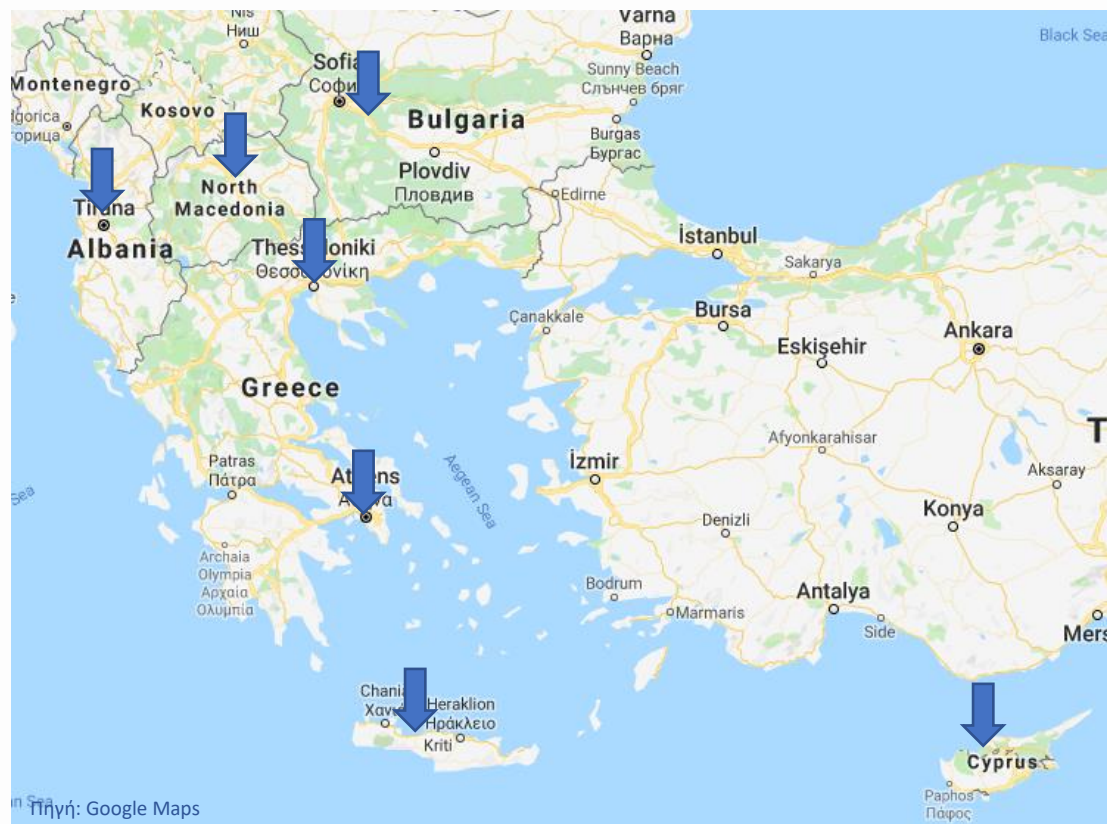 Niš
Ниш
Varna
Варна
Black Sea
Sofia
Sunny Beach
Слънчев бряг
Montenegro
Kosovo
Bulgaria
Burgas
Бургас
Plovdiv
Пловдив
North
Macedonia
Edirne
Tirana
Albania
Thessaloniki
Θεσσαλονίκη
İstanbul
Sakarya
Çanakkale
Bursa
Ankara
Eskişehir
Greece
Afyonkarahisar
Patras
Πάτρα
Athens
Aegean Sea
İzmir
Aksaray
Denizli
Konya
Archaia
Olympia
Αρχαία
Ολυμπία
Bodrum
Marmaris
Antalya
Side
Mers
Chania
Heraklion
Ηράκλειο
Kriti
Cyprus
Paphos
Πάφος
Πηγή: Google Maps